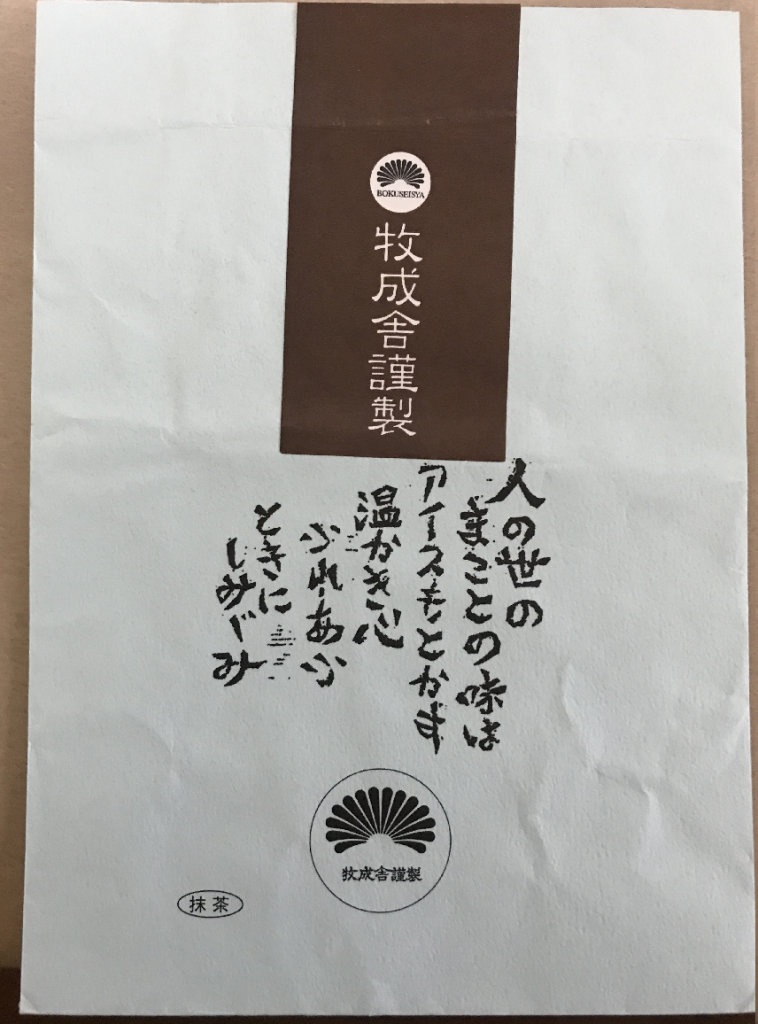 BOKUSEISYA
牧成舎謹製
人の世の
まことの味は
アイスもとかす
温かき心
ふれあふ
ときに
しみじみ
牧成舎謹製
抹茶